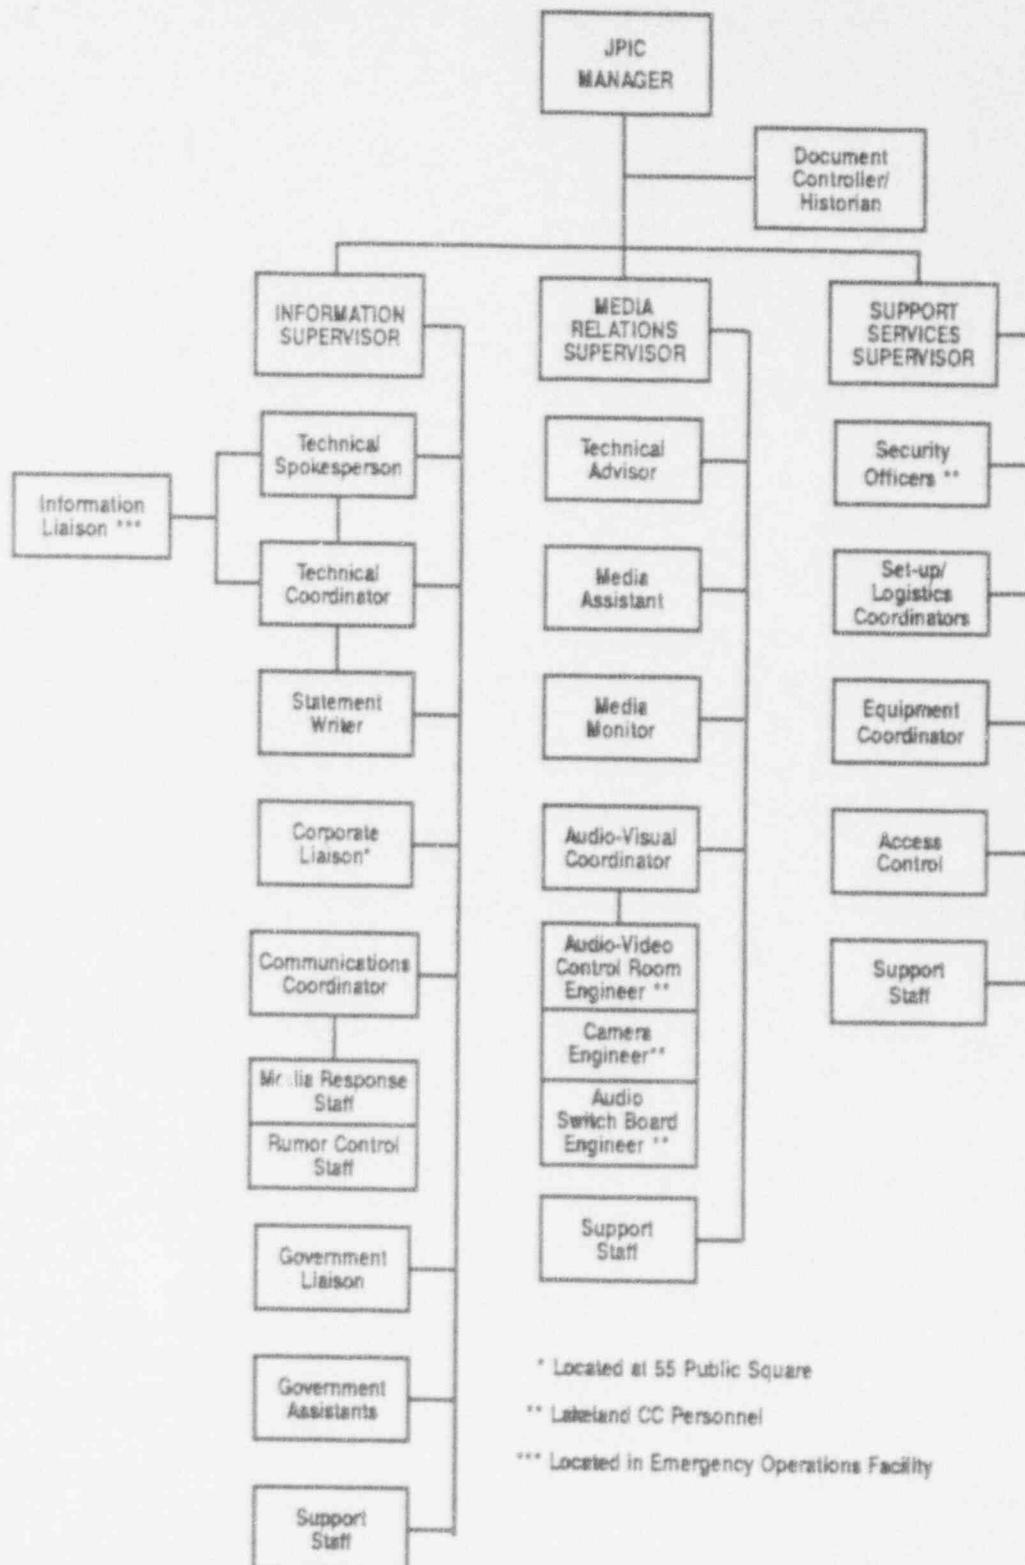 JPIC
MANAGER
Document
Controller/
Historian
INFORMATION
SUPERVISOR
MEDIA
RELATIONS
SUPERVISOR
SUPPORT
SERVICES
SUPERVISOR
Technical
Spokesperson
Information
Liaison ***
Technical
Coordinator
Statement
Writer
Corporate
Liaison*
Communications
Coordinator
Response
Staff
Rumor Control
Staff
Government
Liaison
Government
Assistants
Support
Staff
Technical
Advisor
Media
Assistant
Media
Monitor
Audio-Visual
Coordinator
Audio-Video
Control Room
Engineer **
Camera
Engineer**
Audio
Switch Board
Engineer **
Support
Staff
Security
Officers **
Set-up/
Logistics
Coordinators
Equipment
Coordinator
Access
Control
Support
Staff
* Located at 55 Public Square
** Lakeland CC Personnel
*** Located in Emergency Operations Facility